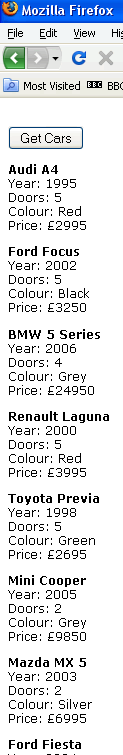 Mozilla Firefox
File Edit View
Most Visited BBC
Get Cars
Audi A4
Year: 1995
Doors: 5
Colour: Red
Price: £2995
Ford Focus
Year: 2002
Doors: 5
Colour: Black
Price: £3250
BMW 5 Series
Year: 2006
Doors: 4
Colour: Grey
Price: £24950
Renault Laguna
Year: 2000
Doors: 5
Colour: Red
Price: £3995
Toyota Previa
Year: 1998
Doors: 5
Colour: Green
Price: £2695
Mini Cooper
Year: 2005
Doors: 2
Colour: Grey
Price: £9850
Mazda MX 5
Year: 2003
Doors: 2
Colour: Silver
Price: £6995
Ford Fiesta